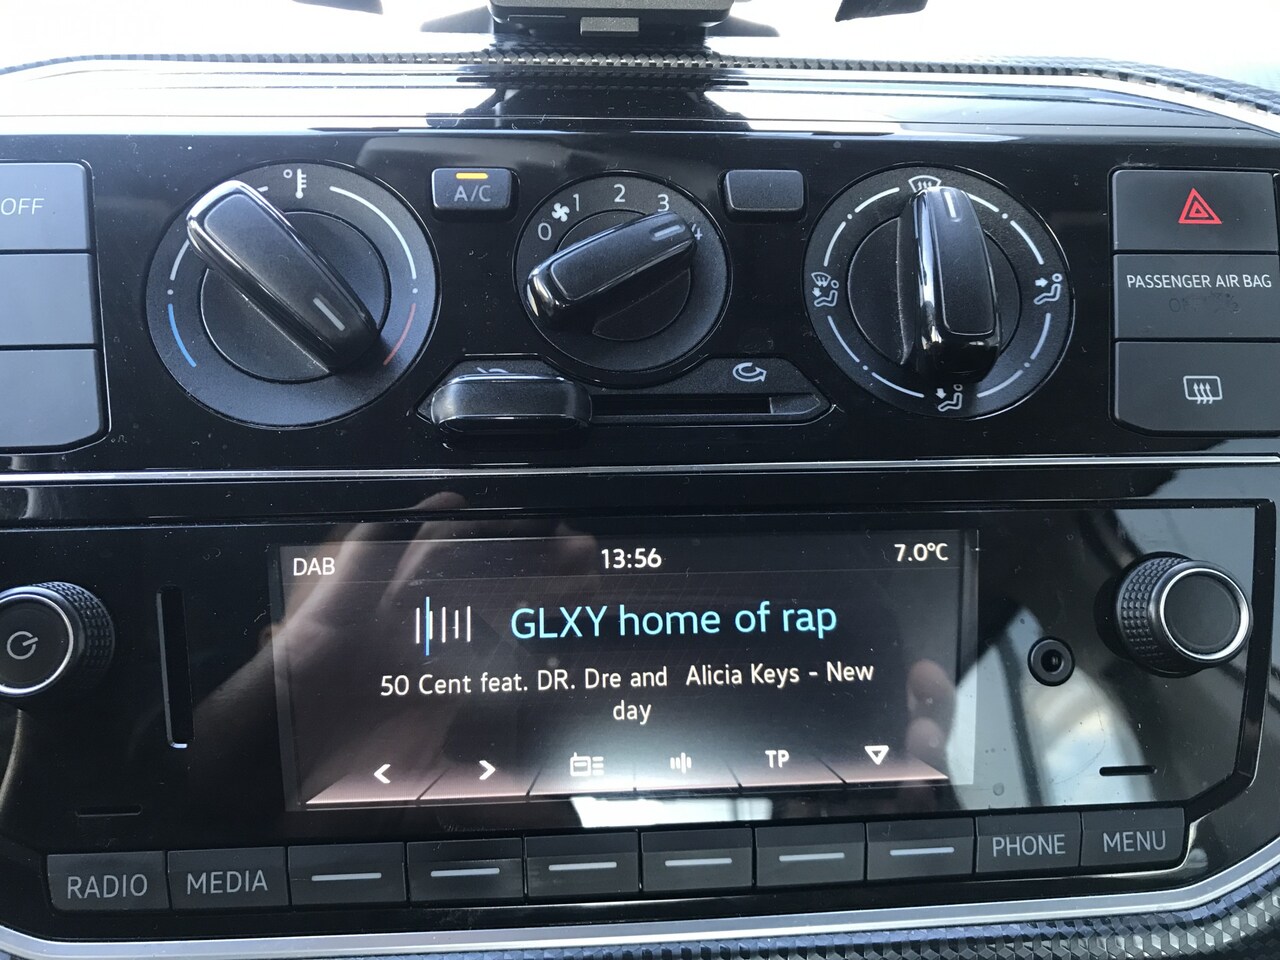 OFF
A/C
0 1 2 3 4
PASSENGER AIR BAG
DAB 13:56 7.0°C
GLXY home of rap
50 Cent feat. DR. Dre and Alicia Keys - New
day
TP
RADIO MEDIA PHONE MENU